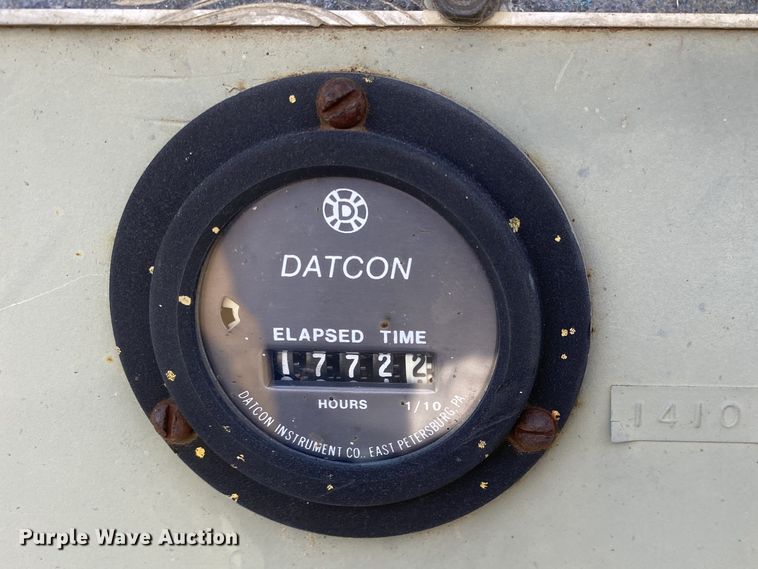 D
DATCON
ELAPSED TIME
17722
HOURS 1/10
DATCON INSTRUMENT CO., EAST PETERSBURG, PA.
1410
Purple Wave Auction